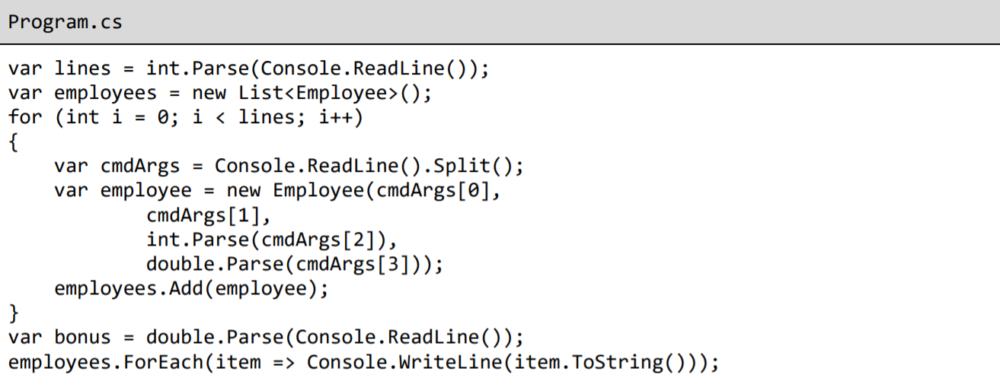 Program.cs
var lines = int.Parse(Console.ReadLine());
var employees = new List<Employee>();
for (int i = 0; i < lines; i++)
{
    var cmdArgs = Console.ReadLine().Split();
    var employee = new Employee(cmdArgs[0],
            cmdArgs[1],
            int.Parse(cmdArgs[2]),
            double.Parse(cmdArgs[3]));
    employees.Add(employee);
}
var bonus = double.Parse(Console.ReadLine());
employees.ForEach(item => Console.WriteLine(item.ToString()));